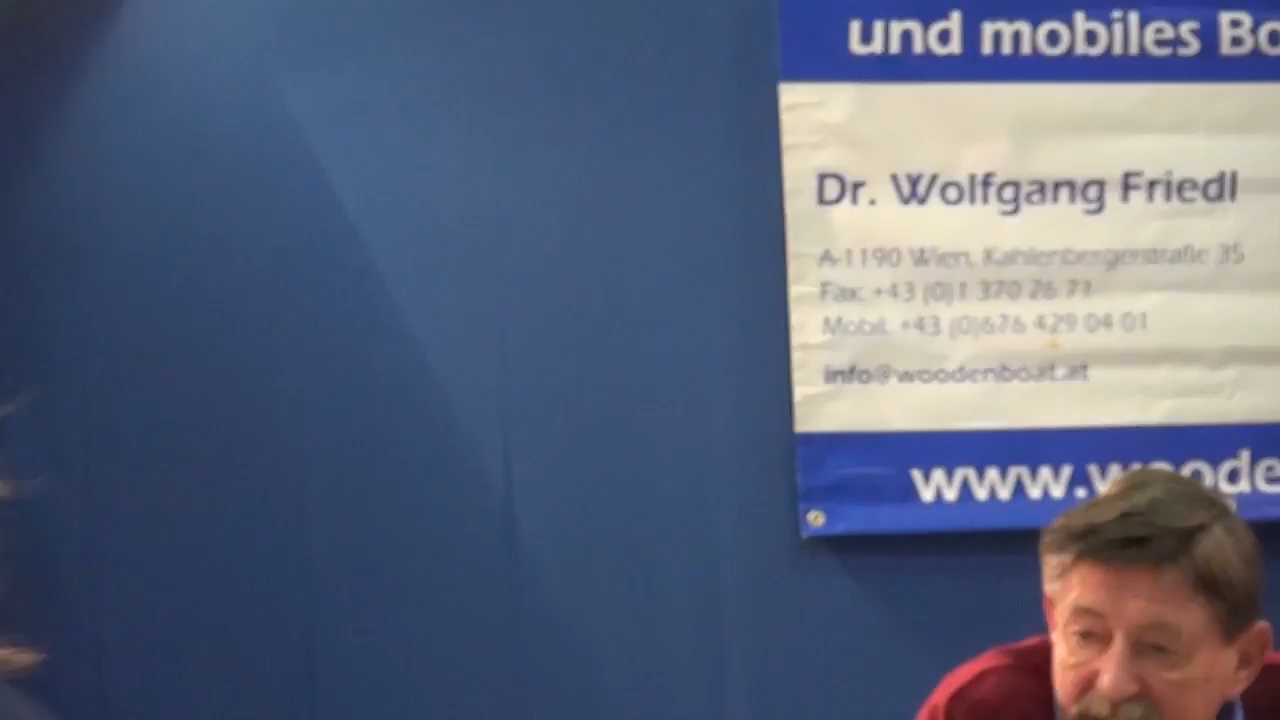 und mobiles Bo
Dr. Wolfgang Friedl
A-1190 Wien, Kahlenbergerstraße 35
Fax: +43 (0)1 370 26 71
Mobil: +43 (0)676 429 04 01
info@woodenboat.at
www.woode